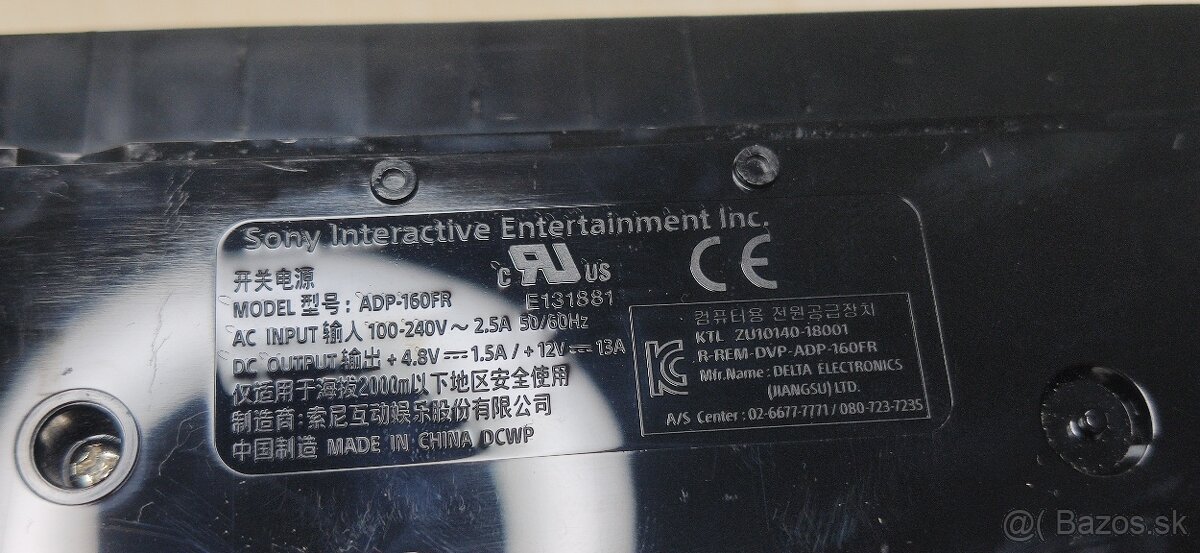 Sony Interactive Entertainment Inc.
开关电源
c RU US
CE
MODEL 型号: ADP-160FR
E131881
AC INPUT 输入 100-240V～ 2.5A 50/60Hz
DC OUTPUT 输出 +4.8V⎓1.5A / +12V⎓13A
仅适用于海拔2000m以下地区安全使用
制造商: 索尼互动娱乐股份有限公司
中国制造 MADE IN CHINA DCWP
컴퓨터용 전원공급장치
KTL ZU10140-18001
R-REM-DVP-ADP-160FR
Mfr.Name : DELTA ELECTRONICS
(JIANGSU) LTD.
A/S Center : 02-6677-7771 / 080-723-7235
@( Bazos.sk